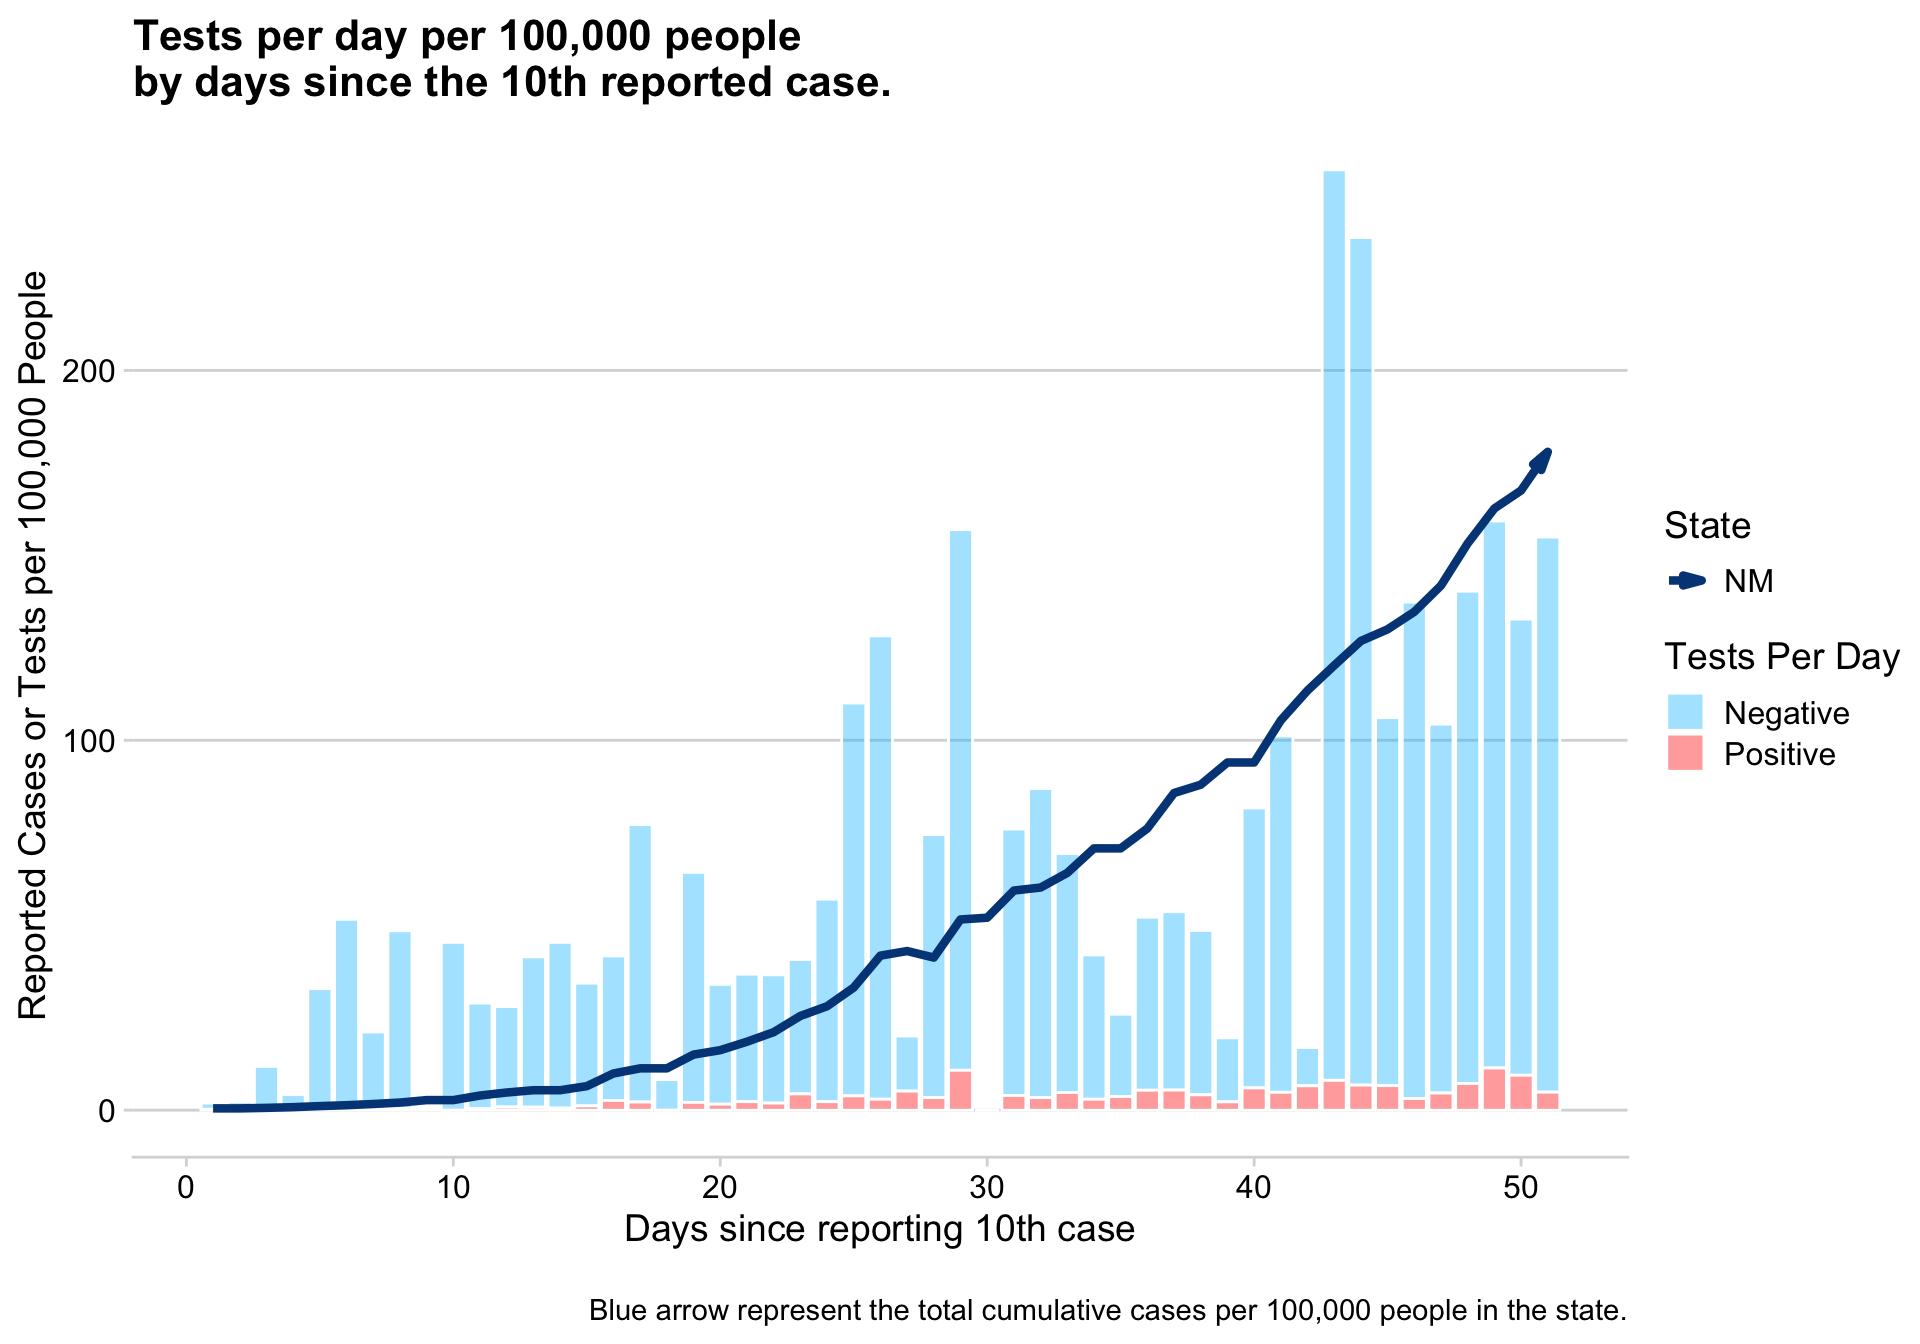 Tests per day per 100,000 people
by days since the 10th reported case.
Reported Cases or Tests per 100,000 People
200
100
0
0
10
20
30
40
50
Days since reporting 10th case
State
NM
Tests Per Day
Negative
Positive
Blue arrow represent the total cumulative cases per 100,000 people in the state.